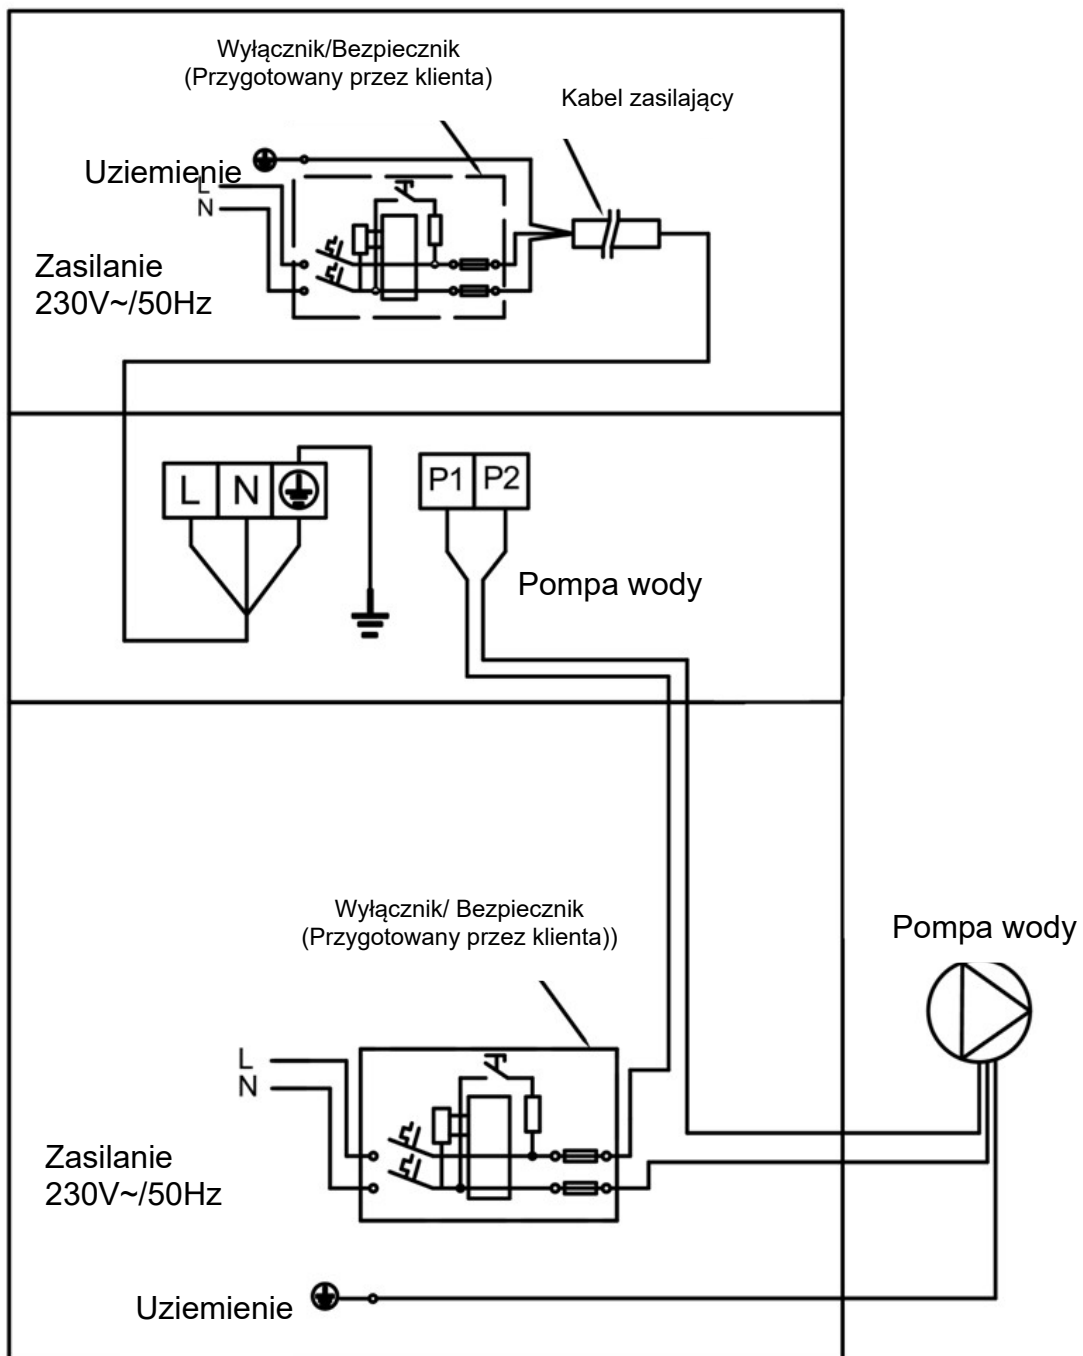 Wyłącznik/Bezpiecznik
(Przygotowany przez klienta)
Kabel zasilający
Uziemienie
L
N
Zasilanie
230V~/50Hz
L N
P1 P2
Pompa wody
Wyłącznik/ Bezpiecznik
(Przygotowany przez klienta))
Pompa wody
L
N
Zasilanie
230V~/50Hz
Uziemienie